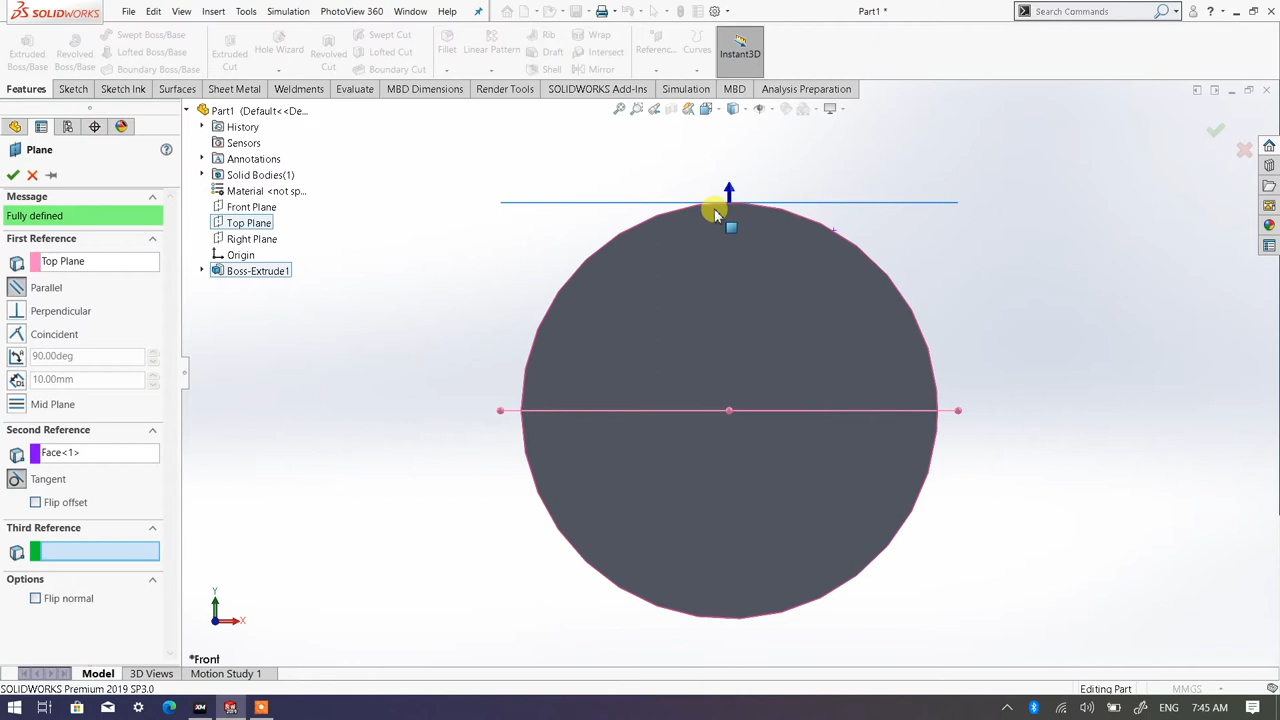 SOLIDWORKS File Edit View Insert Tools Simulation PhotoView 360 Window Help Part1 * Search Commands
Extruded Boss/Base
Revolved Boss/Base
Swept Boss/Base
Lofted Boss/Base
Boundary Boss/Base
Extruded Cut
Hole Wizard
Revolved Cut
Swept Cut
Lofted Cut
Boundary Cut
Fillet
Linear Pattern
Rib
Draft
Shell
Wrap
Intersect
Mirror
Referenc...
Curves
Instant3D
Features Sketch Sketch Ink Surfaces Sheet Metal Weldments Evaluate MBD Dimensions Render Tools SOLIDWORKS Add-Ins Simulation MBD Analysis Preparation
Plane
Message
Fully defined
First Reference
Top Plane
Parallel
Perpendicular
Coincident
90.00deg
10.00mm
Mid Plane
Second Reference
Face<1>
Tangent
Flip offset
Third Reference
Options
Flip normal
Part1 (Default<<De...
History
Sensors
Annotations
Solid Bodies(1)
Material <not sp...
Front Plane
Top Plane
Right Plane
Origin
Boss-Extrude1
Y
X
*Front
Model 3D Views Motion Study 1
SOLIDWORKS Premium 2019 SP3.0 Editing Part MMGS
ENG 7:45 AM